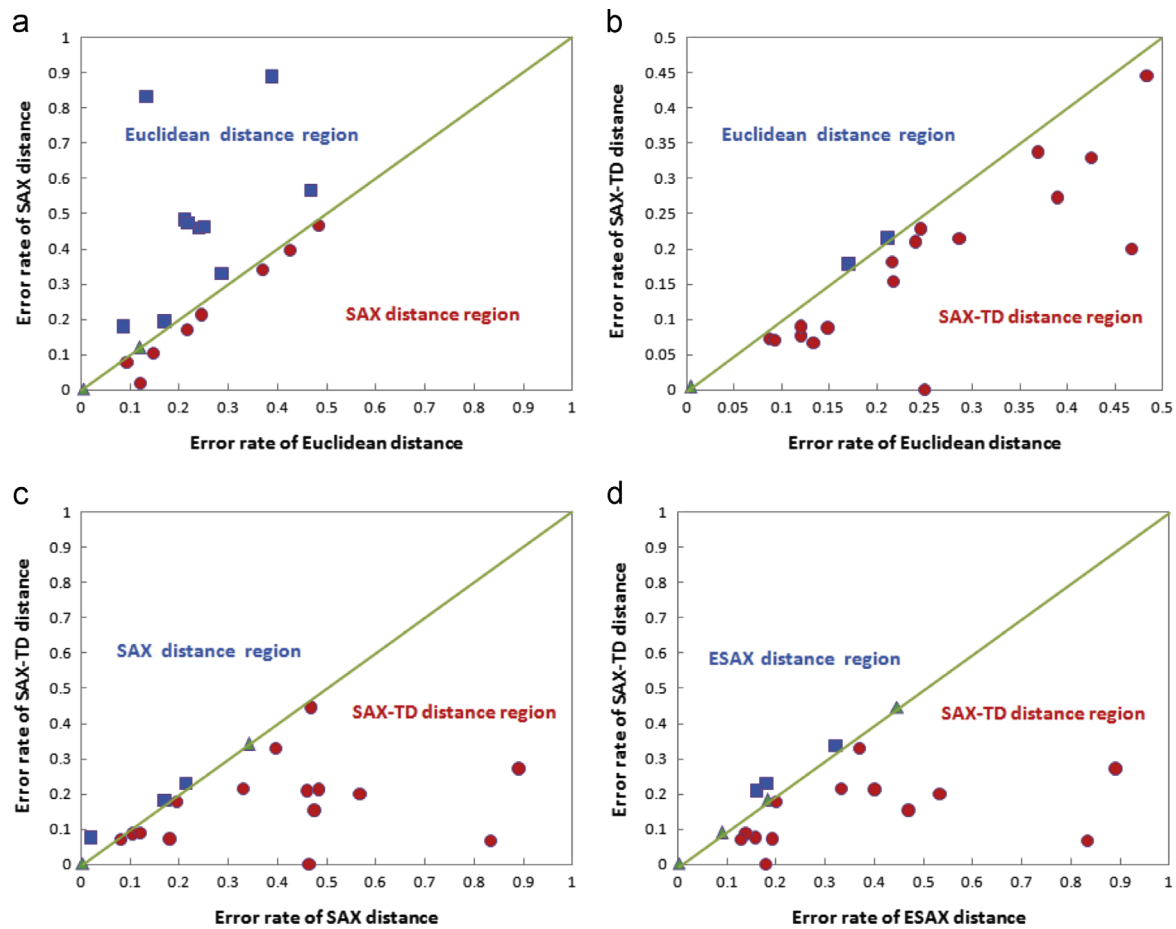 a
1
0.9
0.8
0.7
0.6
0.5
0.4
0.3
0.2
0.1
0
Error rate of SAX distance
Euclidean distance region
SAX distance region
0 0.1 0.2 0.3 0.4 0.5 0.6 0.7 0.8 0.9 1
Error rate of Euclidean distance
b
0.5
0.45
0.4
0.35
0.3
0.25
0.2
0.15
0.1
0.05
0
Error rate of SAX-TD distance
Euclidean distance region
SAX-TD distance region
0 0.05 0.1 0.15 0.2 0.25 0.3 0.35 0.4 0.45 0.5
Error rate of Euclidean distance
c
1
0.9
0.8
0.7
0.6
0.5
0.4
0.3
0.2
0.1
0
Error rate of SAX-TD distance
SAX distance region
SAX-TD distance region
0 0.1 0.2 0.3 0.4 0.5 0.6 0.7 0.8 0.9 1
Error rate of SAX distance
d
1
0.9
0.8
0.7
0.6
0.5
0.4
0.3
0.2
0.1
0
Error rate of SAX-TD distance
ESAX distance region
SAX-TD distance region
0 0.1 0.2 0.3 0.4 0.5 0.6 0.7 0.8 0.9 1
Error rate of ESAX distance